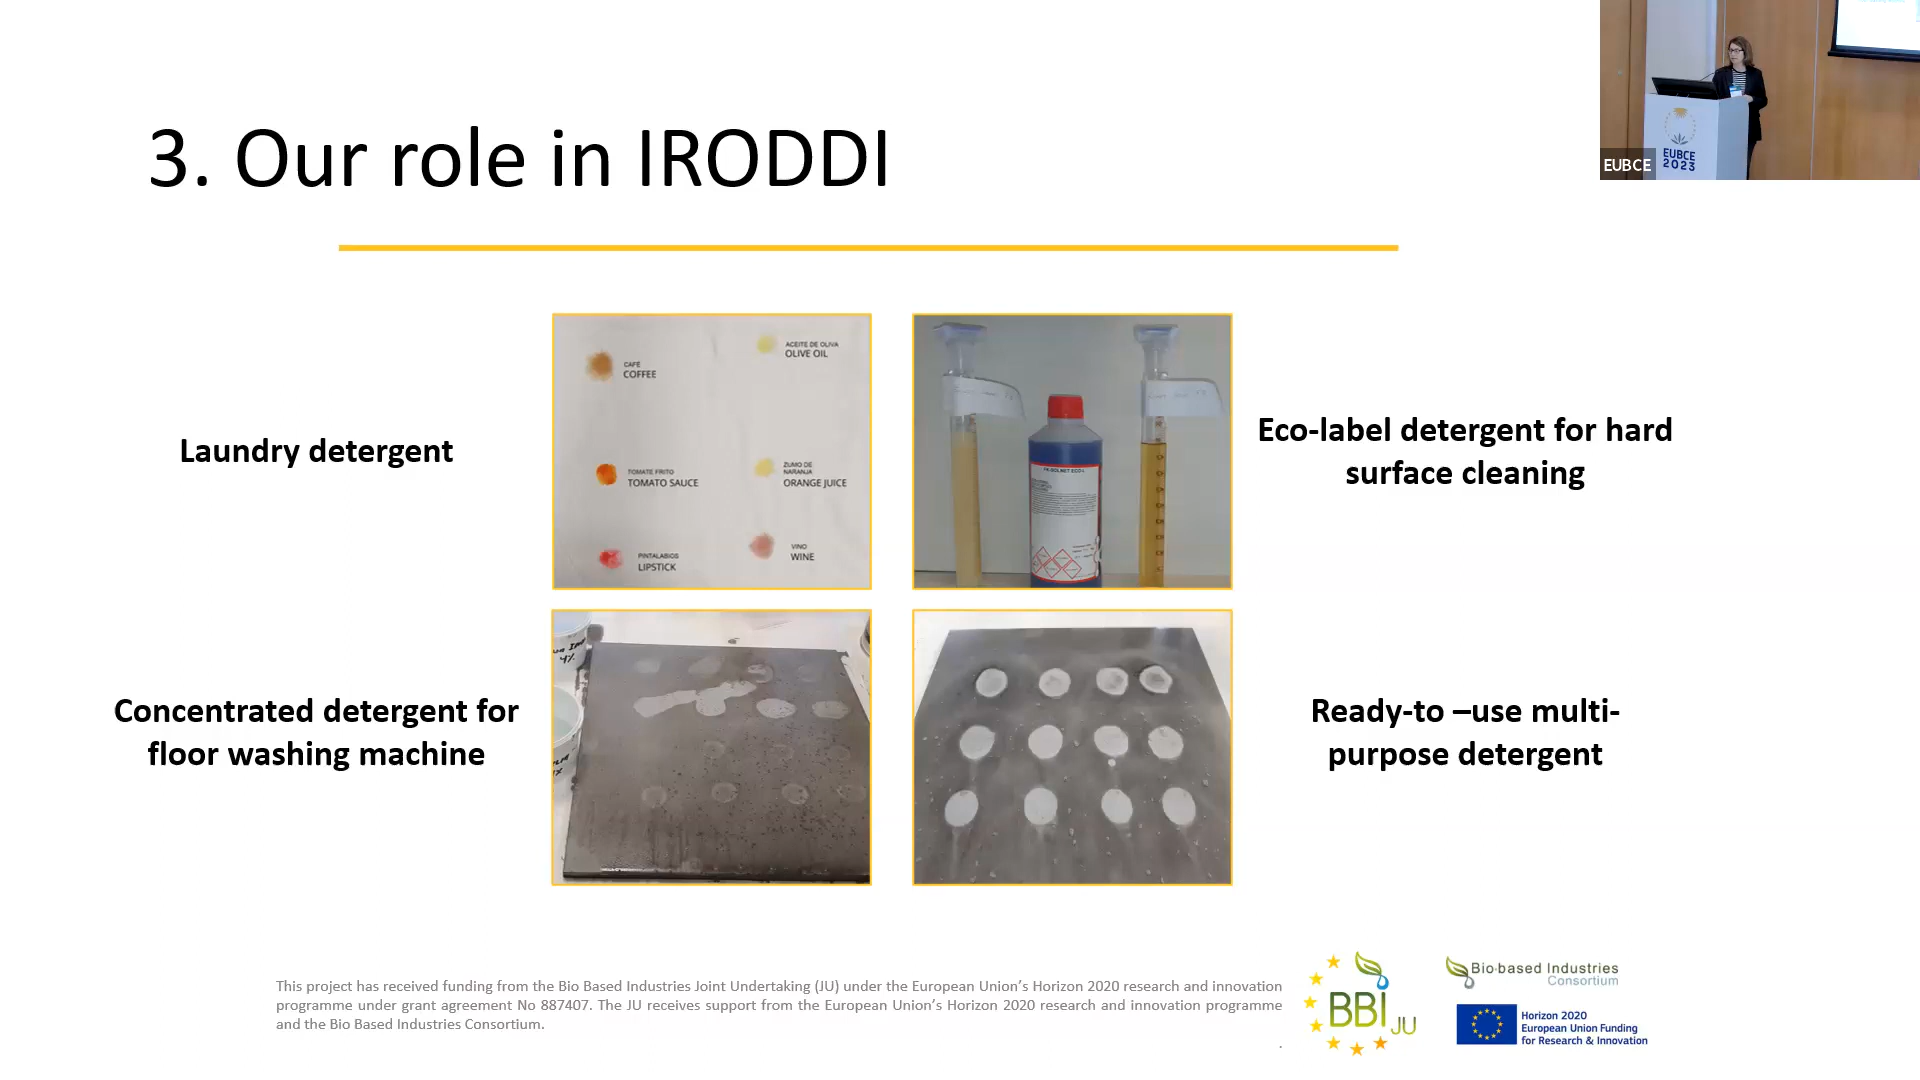 3. Our role in IRODDI
EUBCE
EUBCE
2023
Laundry detergent
CAFE
COFFEE
ACEITE DE OLIVA
OLIVE OIL
TOMATE FRITO
TOMATO SAUCE
ZUMO DE
NARANJA
ORANGE JUICE
PINTALABIOS
LIPSTICK
VINO
WINE
Eco-label detergent for hard
surface cleaning
Concentrated detergent for
floor washing machine
4%
Ready-to –use multi-
purpose detergent
This project has received funding from the Bio Based Industries Joint Undertaking (JU) under the European Union’s Horizon 2020 research and innovation
programme under grant agreement No 887407. The JU receives support from the European Union’s Horizon 2020 research and innovation programme
and the Bio Based Industries Consortium.
.
BBI JU
Bio-based Industries
Consortium
Horizon 2020
European Union Funding
for Research & Innovation